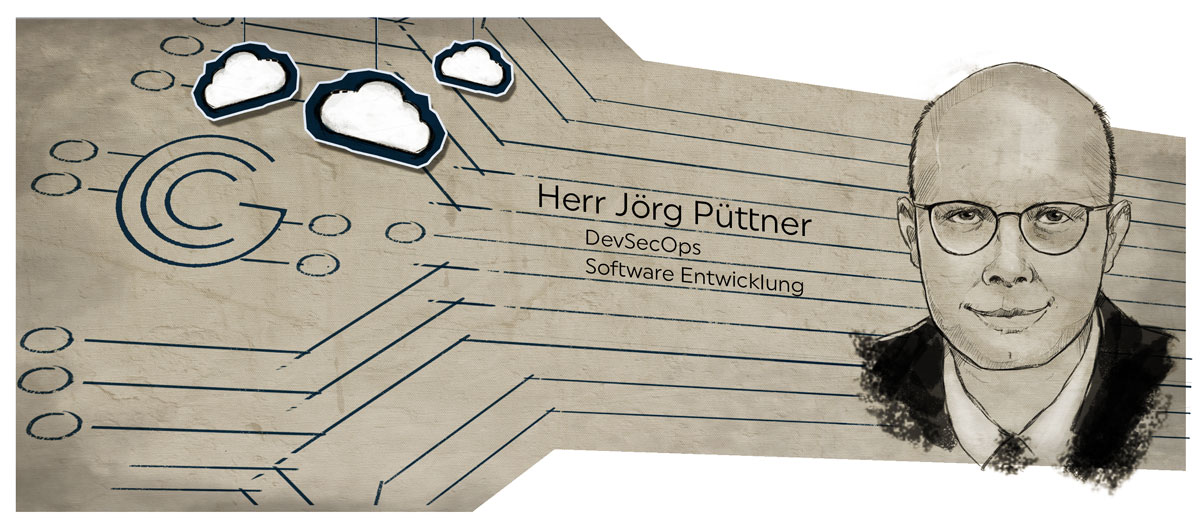 Herr Jörg Püttner
DevSecOps
Software Entwicklung